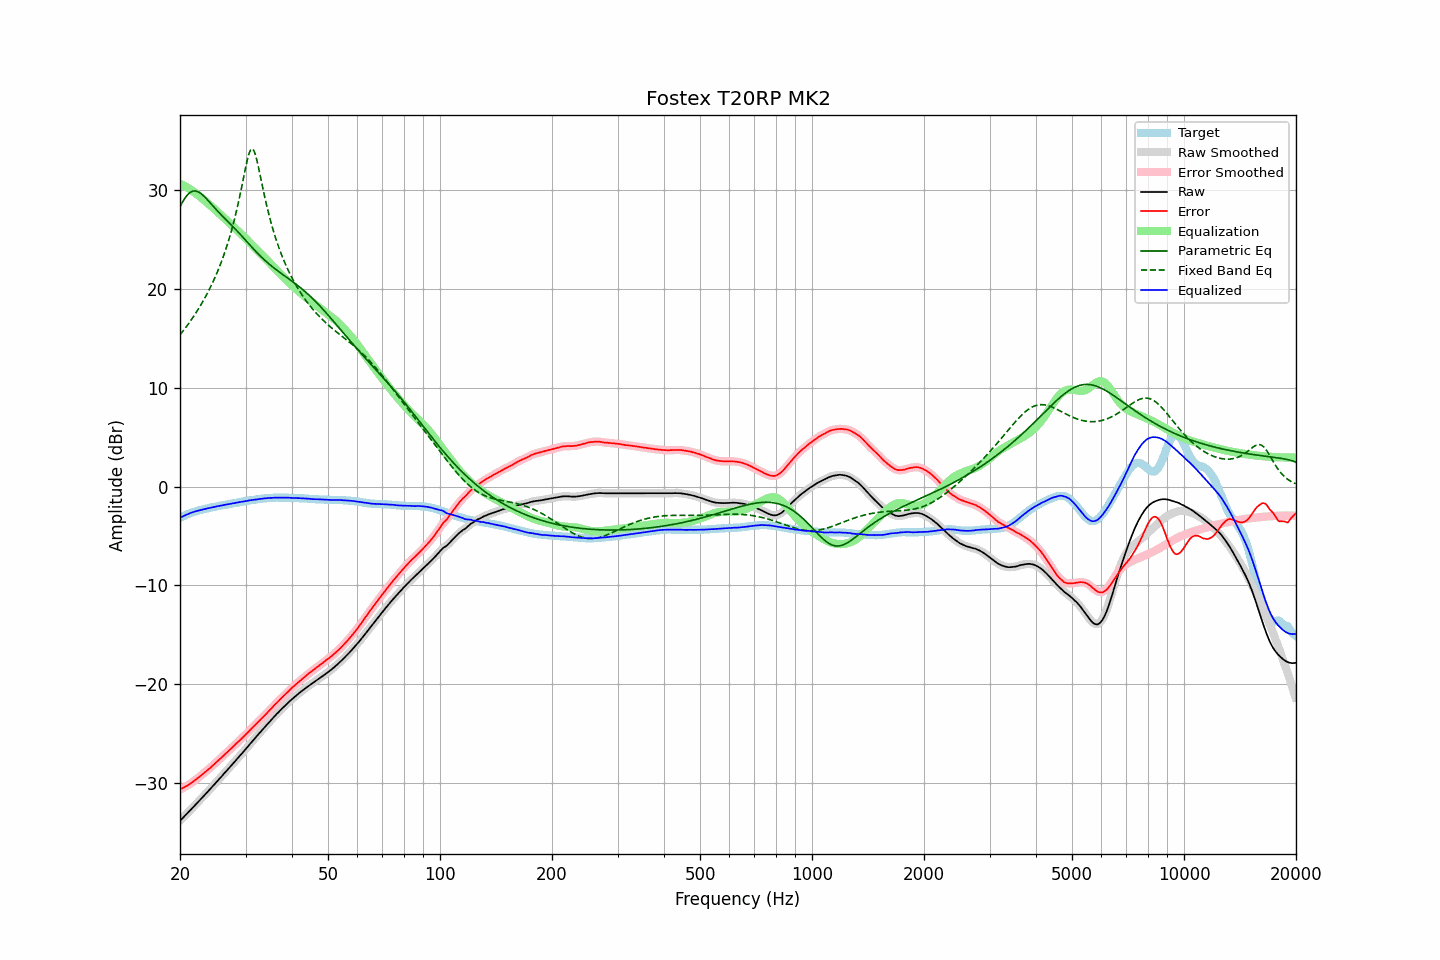 Fostex T20RP MK2
Target
Raw Smoothed
Error Smoothed
Raw
Error
Equalization
Parametric Eq
Fixed Band Eq
Equalized
Amplitude (dBr)
30
20
10
0
−10
−20
−30
20
50
100
200
500
1000
2000
5000
10000
20000
Frequency (Hz)